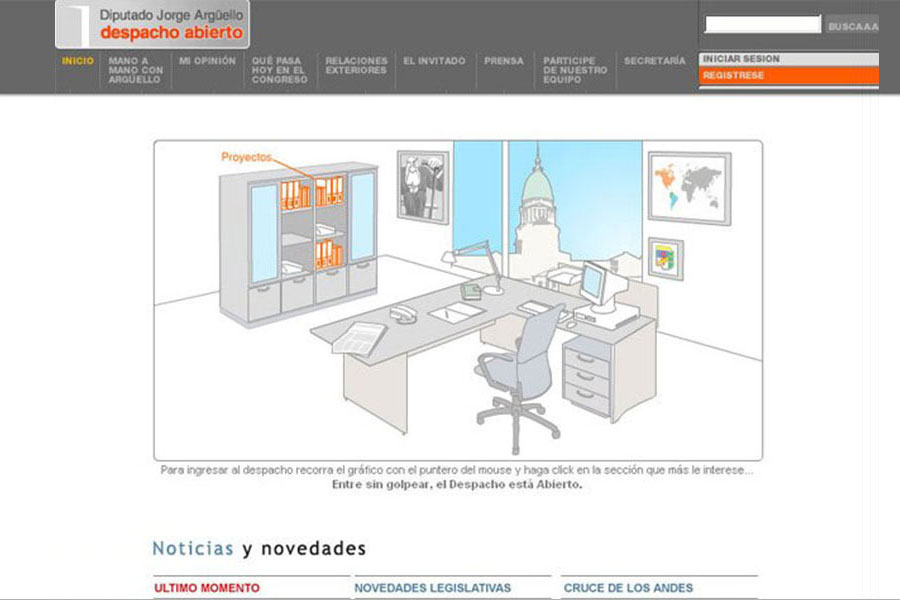 Diputado Jorge Argüello
despacho abierto
BUSCAAAA
INICIO
MANO A
MANO CON
ARGÜELLO
MI OPINIÓN
QUÉ PASA
HOY EN EL
CONGRESO
RELACIONES
EXTERIORES
EL INVITADO
PRENSA
PARTICIPE
DE NUESTRO
EQUIPO
SECRETARÍA
INICIAR SESION
REGISTRESE
Proyectos
Para ingresar al despacho recorra el gráfico con el puntero del mouse y haga click en la sección que más le interese...
Entre sin golpear, el Despacho está Abierto.
Noticias y novedades
ULTIMO MOMENTO
NOVEDADES LEGISLATIVAS
CRUCE DE LOS ANDES